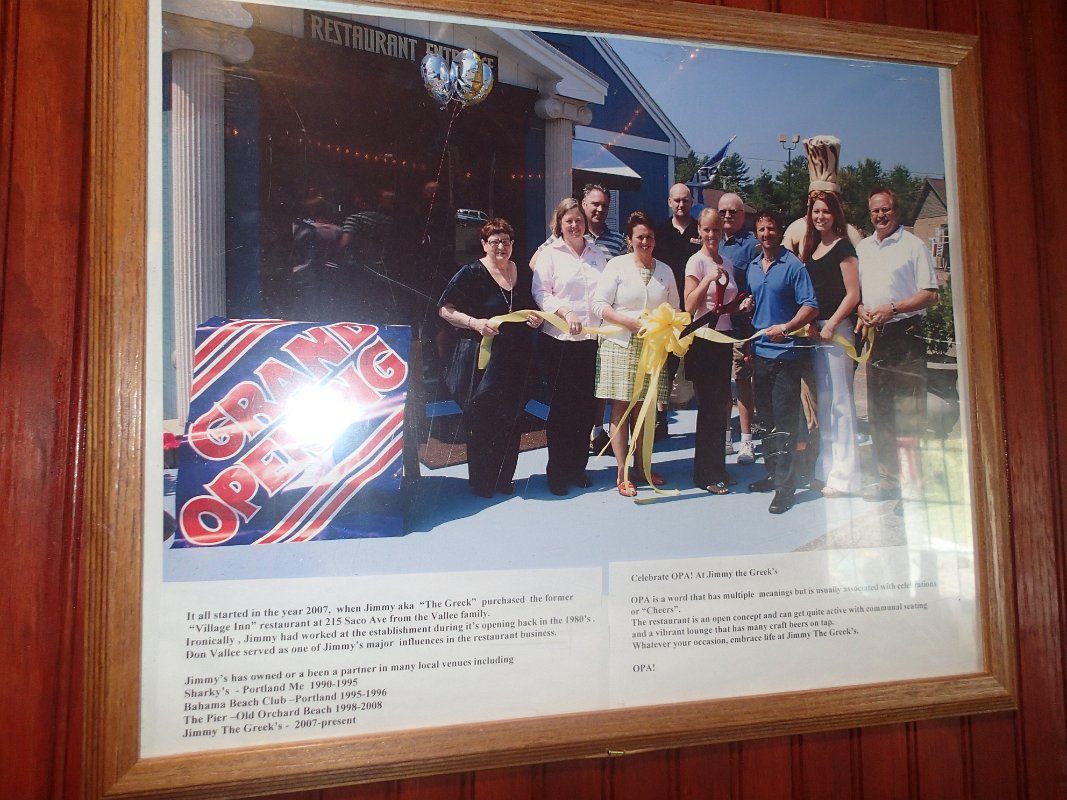 RESTAURANT ENTRANCE
GRAND
OPENING
It all started in the year 2007, when Jimmy aka "The Greek" purchased the former
"Village Inn" restaurant at 215 Saco Ave from the Vallee family.
Ironically , Jimmy had worked at the establishment during it's opening back in the 1980's .
Don Vallee served as one of Jimmy's major influences in the restaurant business.
Jimmy's has owned or a been a partner in many local venues including
Sharky's - Portland Me 1990-1995
Bahama Beach Club –Portland 1995-1996
The Pier –Old Orchard Beach 1998-2008
Jimmy The Greek's - 2007-present
Celebrate OPA! At Jimmy the Greek's
OPA is a word that has multiple meanings but is usually associated with celebrations
or "Cheers".
The restaurant is an open concept and can get quite active with communal seating
and a vibrant lounge that has many craft beers on tap.
Whatever your occasion, embrace life at Jimmy The Greek's.
OPA!